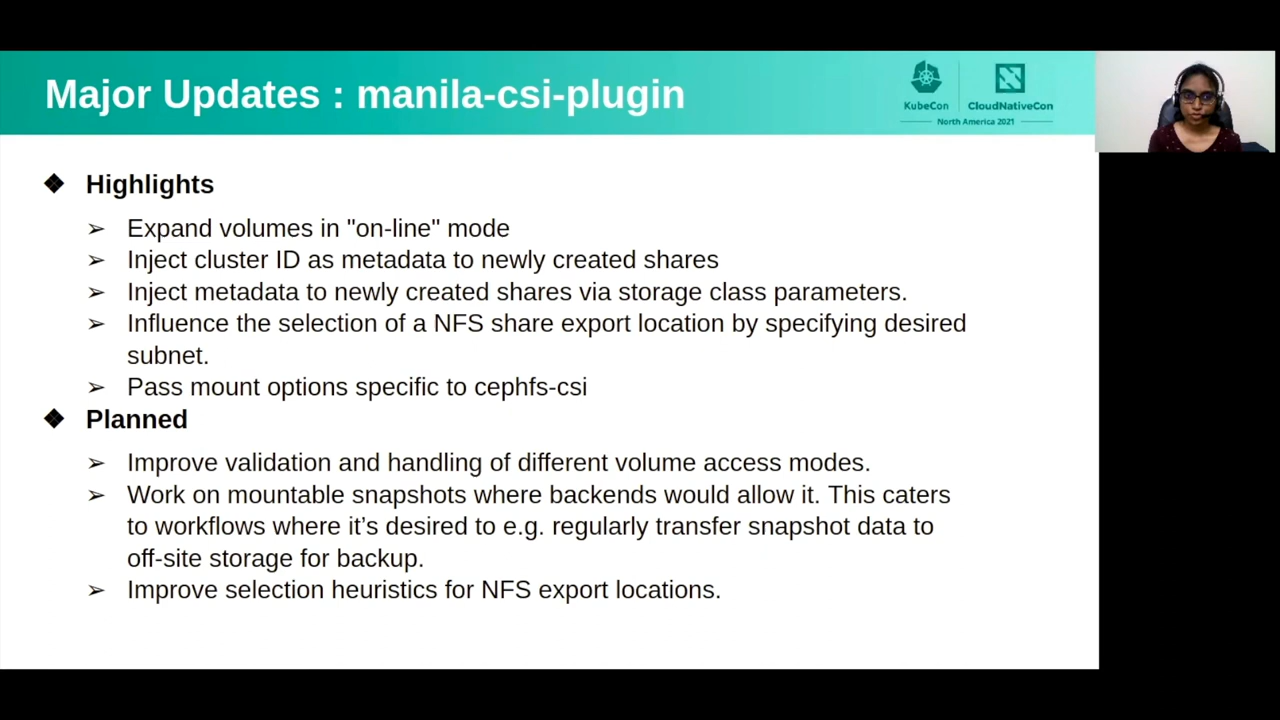 Major Updates : manila-csi-plugin
KubeCon
CloudNativeCon
North America 2021
❖ Highlights
➢ Expand volumes in "on-line" mode
➢ Inject cluster ID as metadata to newly created shares
➢ Inject metadata to newly created shares via storage class parameters.
➢ Influence the selection of a NFS share export location by specifying desired
subnet.
➢ Pass mount options specific to cephfs-csi
❖ Planned
➢ Improve validation and handling of different volume access modes.
➢ Work on mountable snapshots where backends would allow it. This caters
to workflows where it’s desired to e.g. regularly transfer snapshot data to
off-site storage for backup.
➢ Improve selection heuristics for NFS export locations.